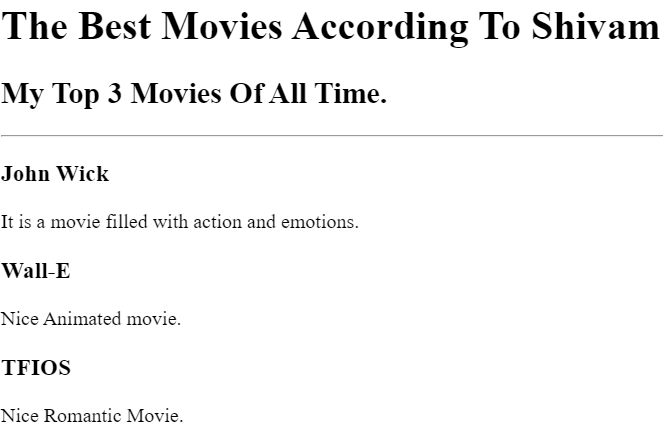 The Best Movies According To Shivam
My Top 3 Movies Of All Time.
John Wick
It is a movie filled with action and emotions.
Wall-E
Nice Animated movie.
TFIOS
Nice Romantic Movie.